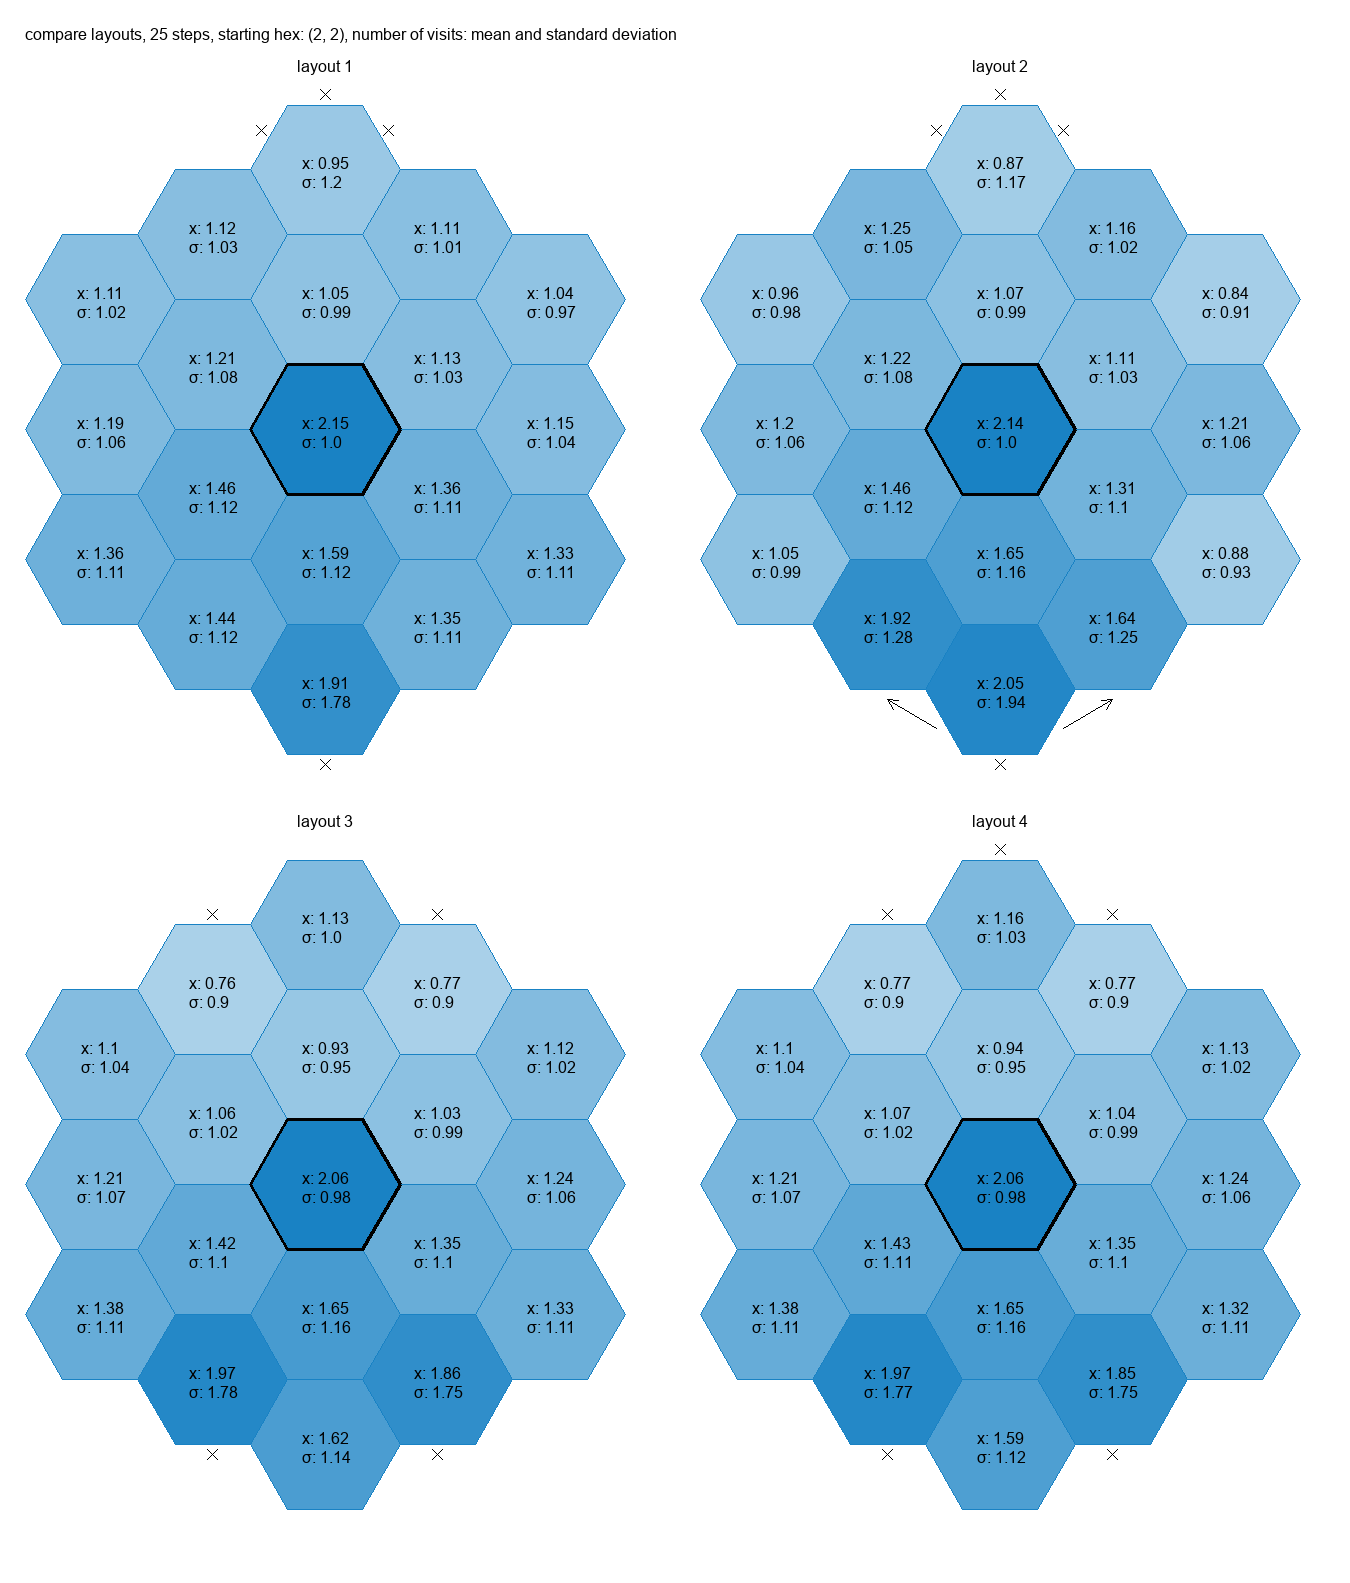 compare layouts, 25 steps, starting hex: (2, 2), number of visits: mean and standard deviation
layout 1
x: 0.95
σ: 1.2
x: 1.12
σ: 1.03
x: 1.11
σ: 1.01
x: 1.11
σ: 1.02
x: 1.05
σ: 0.99
x: 1.04
σ: 0.97
x: 1.21
σ: 1.08
x: 1.13
σ: 1.03
x: 1.19
σ: 1.06
x: 2.15
σ: 1.0
x: 1.15
σ: 1.04
x: 1.46
σ: 1.12
x: 1.36
σ: 1.11
x: 1.36
σ: 1.11
x: 1.59
σ: 1.12
x: 1.33
σ: 1.11
x: 1.44
σ: 1.12
x: 1.35
σ: 1.11
x: 1.91
σ: 1.78
layout 2
x: 0.87
σ: 1.17
x: 1.25
σ: 1.05
x: 1.16
σ: 1.02
x: 0.96
σ: 0.98
x: 1.07
σ: 0.99
x: 0.84
σ: 0.91
x: 1.22
σ: 1.08
x: 1.11
σ: 1.03
x: 1.2
σ: 1.06
x: 2.14
σ: 1.0
x: 1.21
σ: 1.06
x: 1.46
σ: 1.12
x: 1.31
σ: 1.1
x: 1.05
σ: 0.99
x: 1.65
σ: 1.16
x: 0.88
σ: 0.93
x: 1.92
σ: 1.28
x: 1.64
σ: 1.25
x: 2.05
σ: 1.94
layout 3
x: 1.13
σ: 1.0
x: 0.76
σ: 0.9
x: 0.77
σ: 0.9
x: 1.1
σ: 1.04
x: 0.93
σ: 0.95
x: 1.12
σ: 1.02
x: 1.06
σ: 1.02
x: 1.03
σ: 0.99
x: 1.21
σ: 1.07
x: 2.06
σ: 0.98
x: 1.24
σ: 1.06
x: 1.42
σ: 1.1
x: 1.35
σ: 1.1
x: 1.38
σ: 1.11
x: 1.65
σ: 1.16
x: 1.33
σ: 1.11
x: 1.97
σ: 1.78
x: 1.86
σ: 1.75
x: 1.62
σ: 1.14
layout 4
x: 1.16
σ: 1.03
x: 0.77
σ: 0.9
x: 0.77
σ: 0.9
x: 1.1
σ: 1.04
x: 0.94
σ: 0.95
x: 1.13
σ: 1.02
x: 1.07
σ: 1.02
x: 1.04
σ: 0.99
x: 1.21
σ: 1.07
x: 2.06
σ: 0.98
x: 1.24
σ: 1.06
x: 1.43
σ: 1.11
x: 1.35
σ: 1.1
x: 1.38
σ: 1.11
x: 1.65
σ: 1.16
x: 1.32
σ: 1.11
x: 1.97
σ: 1.77
x: 1.85
σ: 1.75
x: 1.59
σ: 1.12